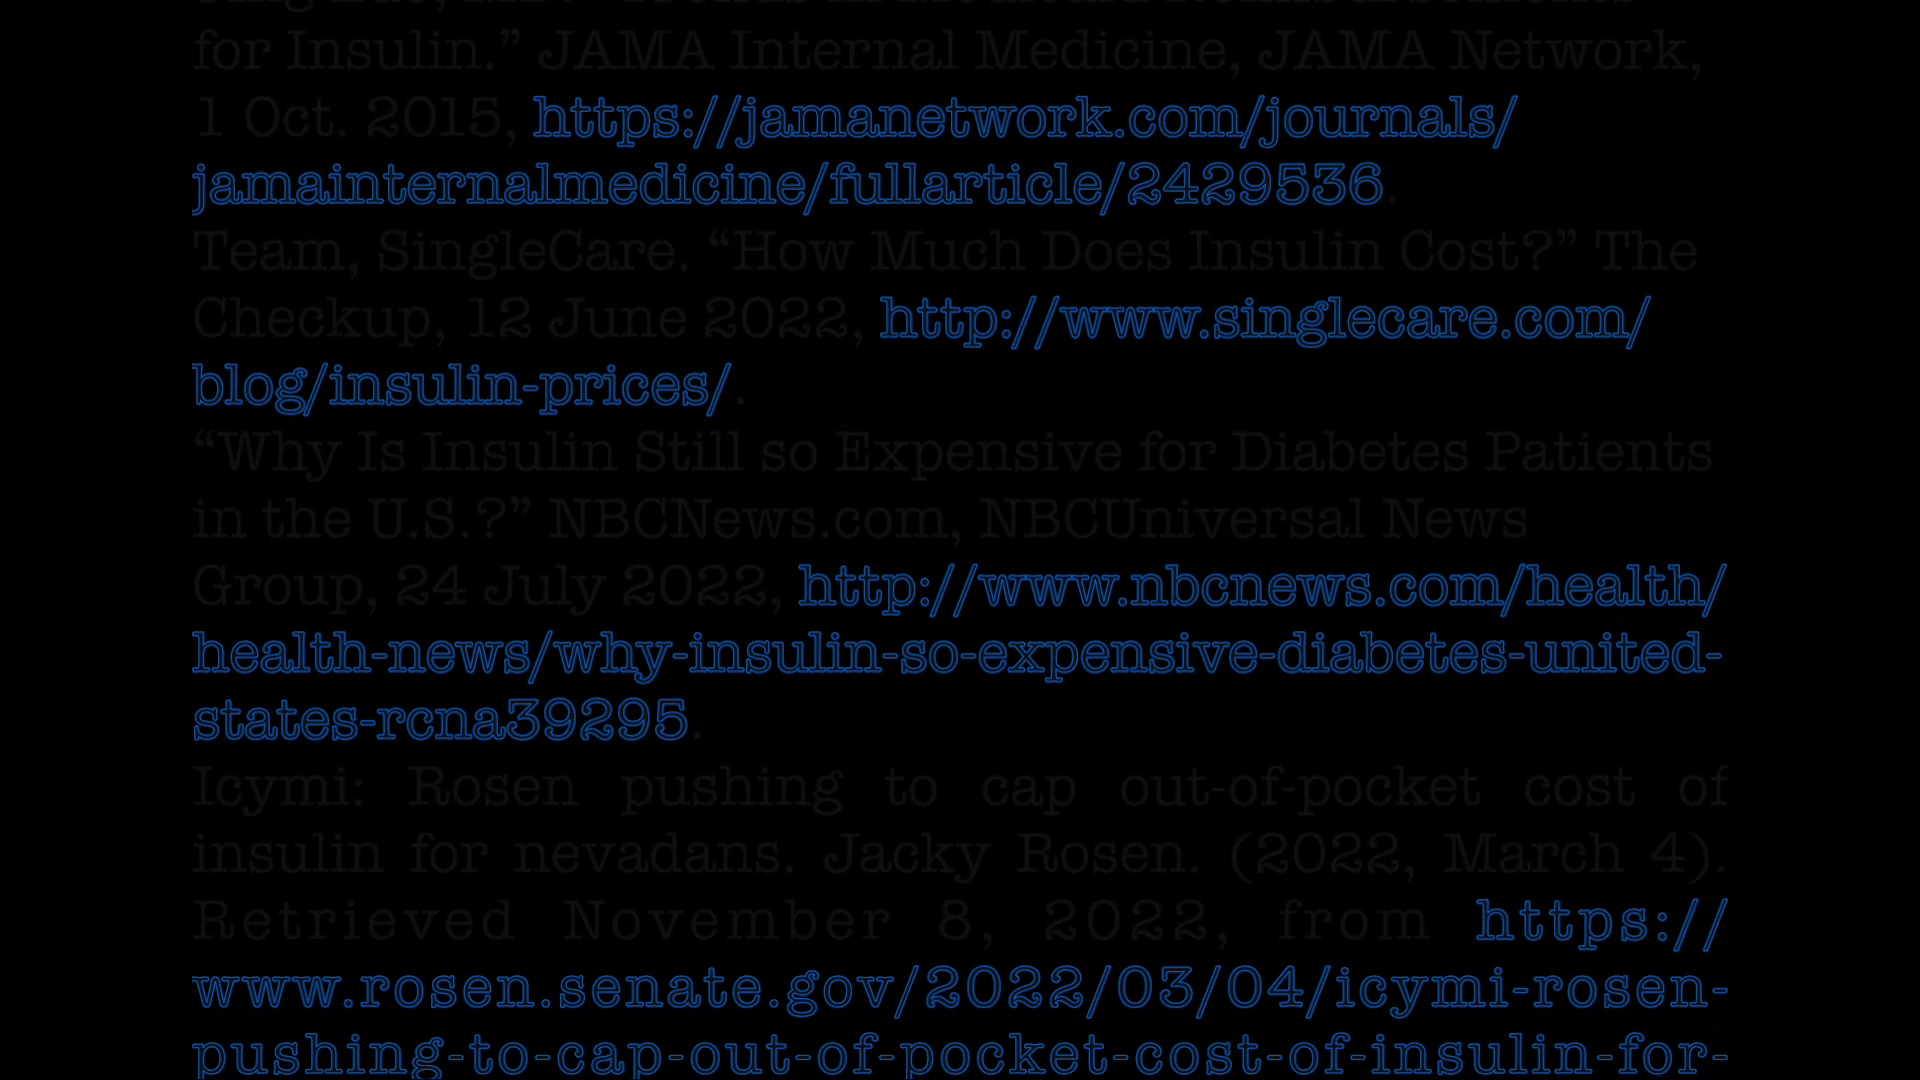 for Insulin.” JAMA Internal Medicine, JAMA Network,
1 Oct. 2015, https://jamanetwork.com/journals/
jamainternalmedicine/fullarticle/2429536.
Team, SingleCare. “How Much Does Insulin Cost?” The
Checkup, 12 June 2022, http://www.singlecare.com/
blog/insulin-prices/.
“Why Is Insulin Still so Expensive for Diabetes Patients
in the U.S.?” NBCNews.com, NBCUniversal News
Group, 24 July 2022, http://www.nbcnews.com/health/
health-news/why-insulin-so-expensive-diabetes-united-
states-rcna39295.
Icymi: Rosen pushing to cap out-of-pocket cost of
insulin for nevadans. Jacky Rosen. (2022, March 4).
Retrieved November 8, 2022, from https://
www.rosen.senate.gov/2022/03/04/icymi-rosen-
pushing-to-cap-out-of-pocket-cost-of-insulin-for-